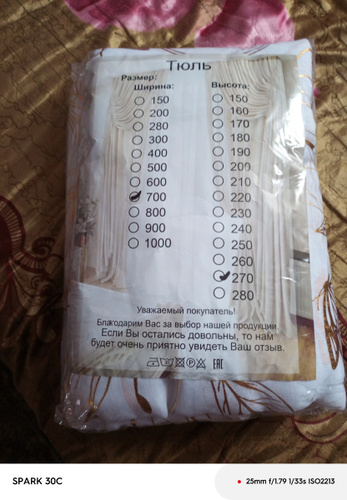 Тюль
Размер:
Ширина: Высота:
150 150
200 160
280 170
300 180
400 190
500 200
600 210
700 220
800 230
900 240
1000 250
260
270
280
Уважаемый покупатель!
Благодарим Вас за выбор нашей продукции.
Если Вы остались довольны, то нам
будет очень приятно увидеть Ваш отзыв.
EAC
SPARK 30C
25mm f/1.79 1/33s ISO2213